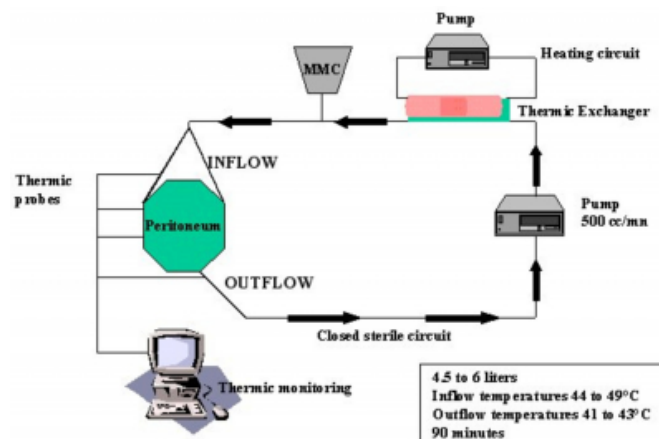 Pump
Heating circuit
MMC
Thermic Exchanger
INFLOW
Thermic
probes
Peritoneum
Pump
500 cc/mn
OUTFLOW
Closed sterile circuit
Thermic monitoring
4.5 to 6 liters
Inflow temperatures 44 to 49°C
Outflow temperatures 41 to 43°C
90 minutes